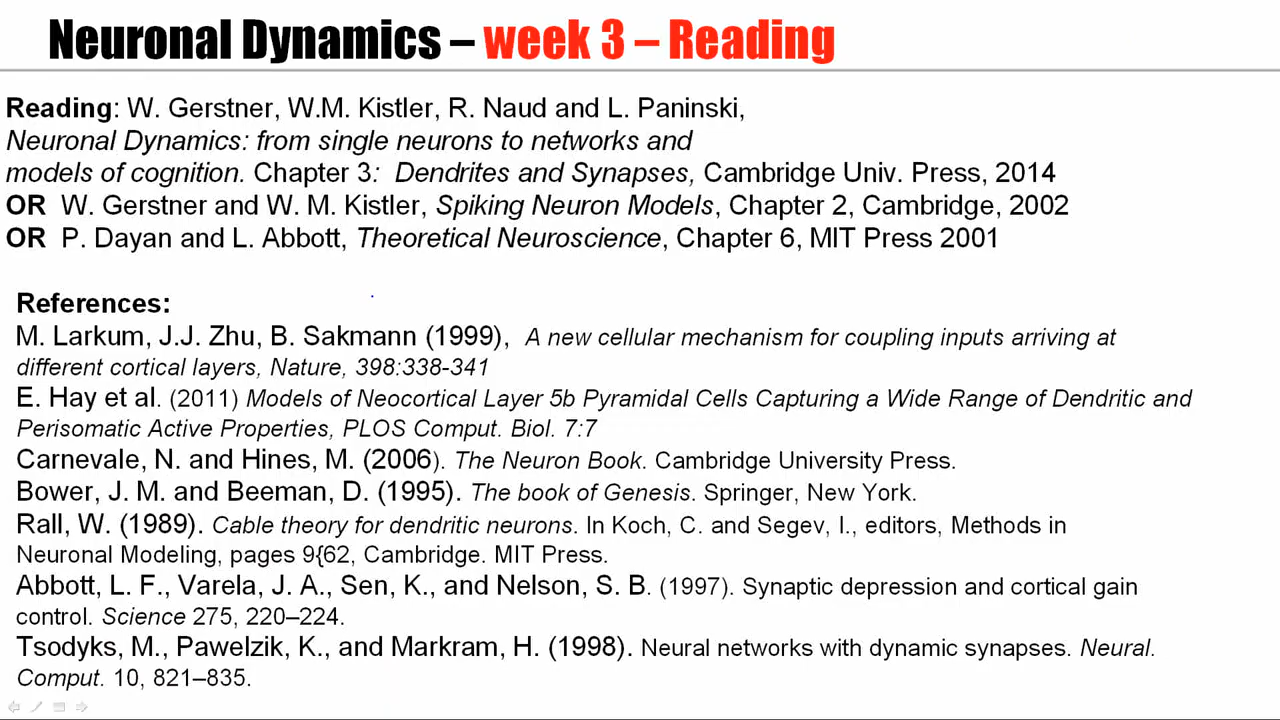 Neuronal Dynamics – week 3 – Reading
Reading: W. Gerstner, W.M. Kistler, R. Naud and L. Paninski,
Neuronal Dynamics: from single neurons to networks and
models of cognition. Chapter 3: Dendrites and Synapses, Cambridge Univ. Press, 2014
OR W. Gerstner and W. M. Kistler, Spiking Neuron Models, Chapter 2, Cambridge, 2002
OR P. Dayan and L. Abbott, Theoretical Neuroscience, Chapter 6, MIT Press 2001
References:
M. Larkum, J.J. Zhu, B. Sakmann (1999), A new cellular mechanism for coupling inputs arriving at
different cortical layers, Nature, 398:338-341
E. Hay et al. (2011) Models of Neocortical Layer 5b Pyramidal Cells Capturing a Wide Range of Dendritic and
Perisomatic Active Properties, PLOS Comput. Biol. 7:7
Carnevale, N. and Hines, M. (2006). The Neuron Book. Cambridge University Press.
Bower, J. M. and Beeman, D. (1995). The book of Genesis. Springer, New York.
Rall, W. (1989). Cable theory for dendritic neurons. In Koch, C. and Segev, I., editors, Methods in
Neuronal Modeling, pages 9{62, Cambridge. MIT Press.
Abbott, L. F., Varela, J. A., Sen, K., and Nelson, S. B. (1997). Synaptic depression and cortical gain
control. Science 275, 220–224.
Tsodyks, M., Pawelzik, K., and Markram, H. (1998). Neural networks with dynamic synapses. Neural.
Comput. 10, 821–835.